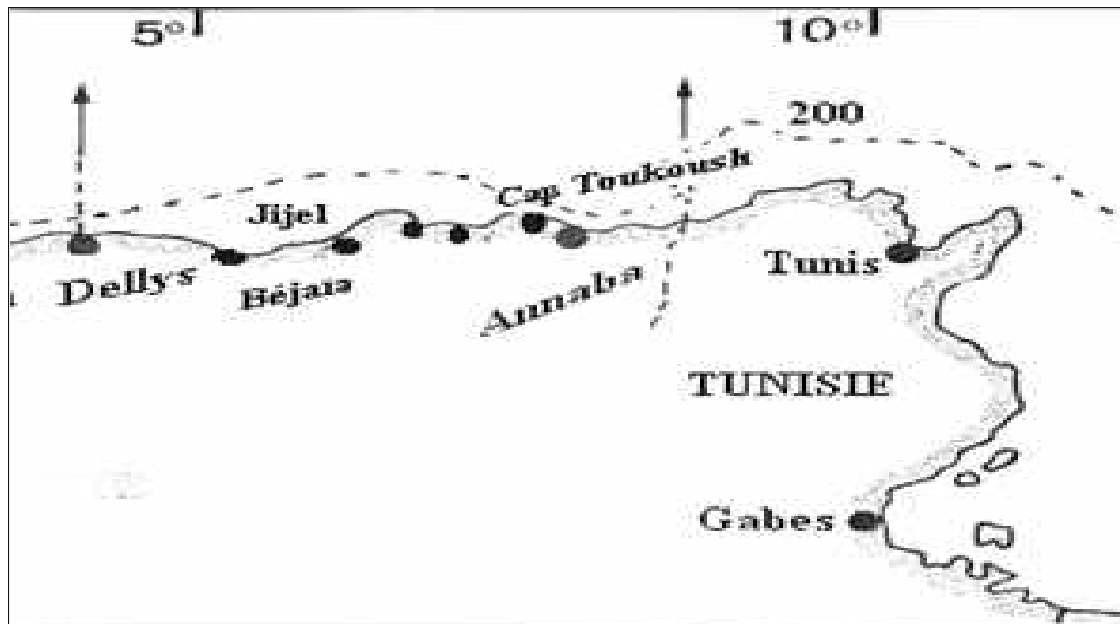 5°
10°
200
Cap Toukoush
Jijel
Tunis
Dellys
Béjaia
Annaba
TUNISIE
Gabes